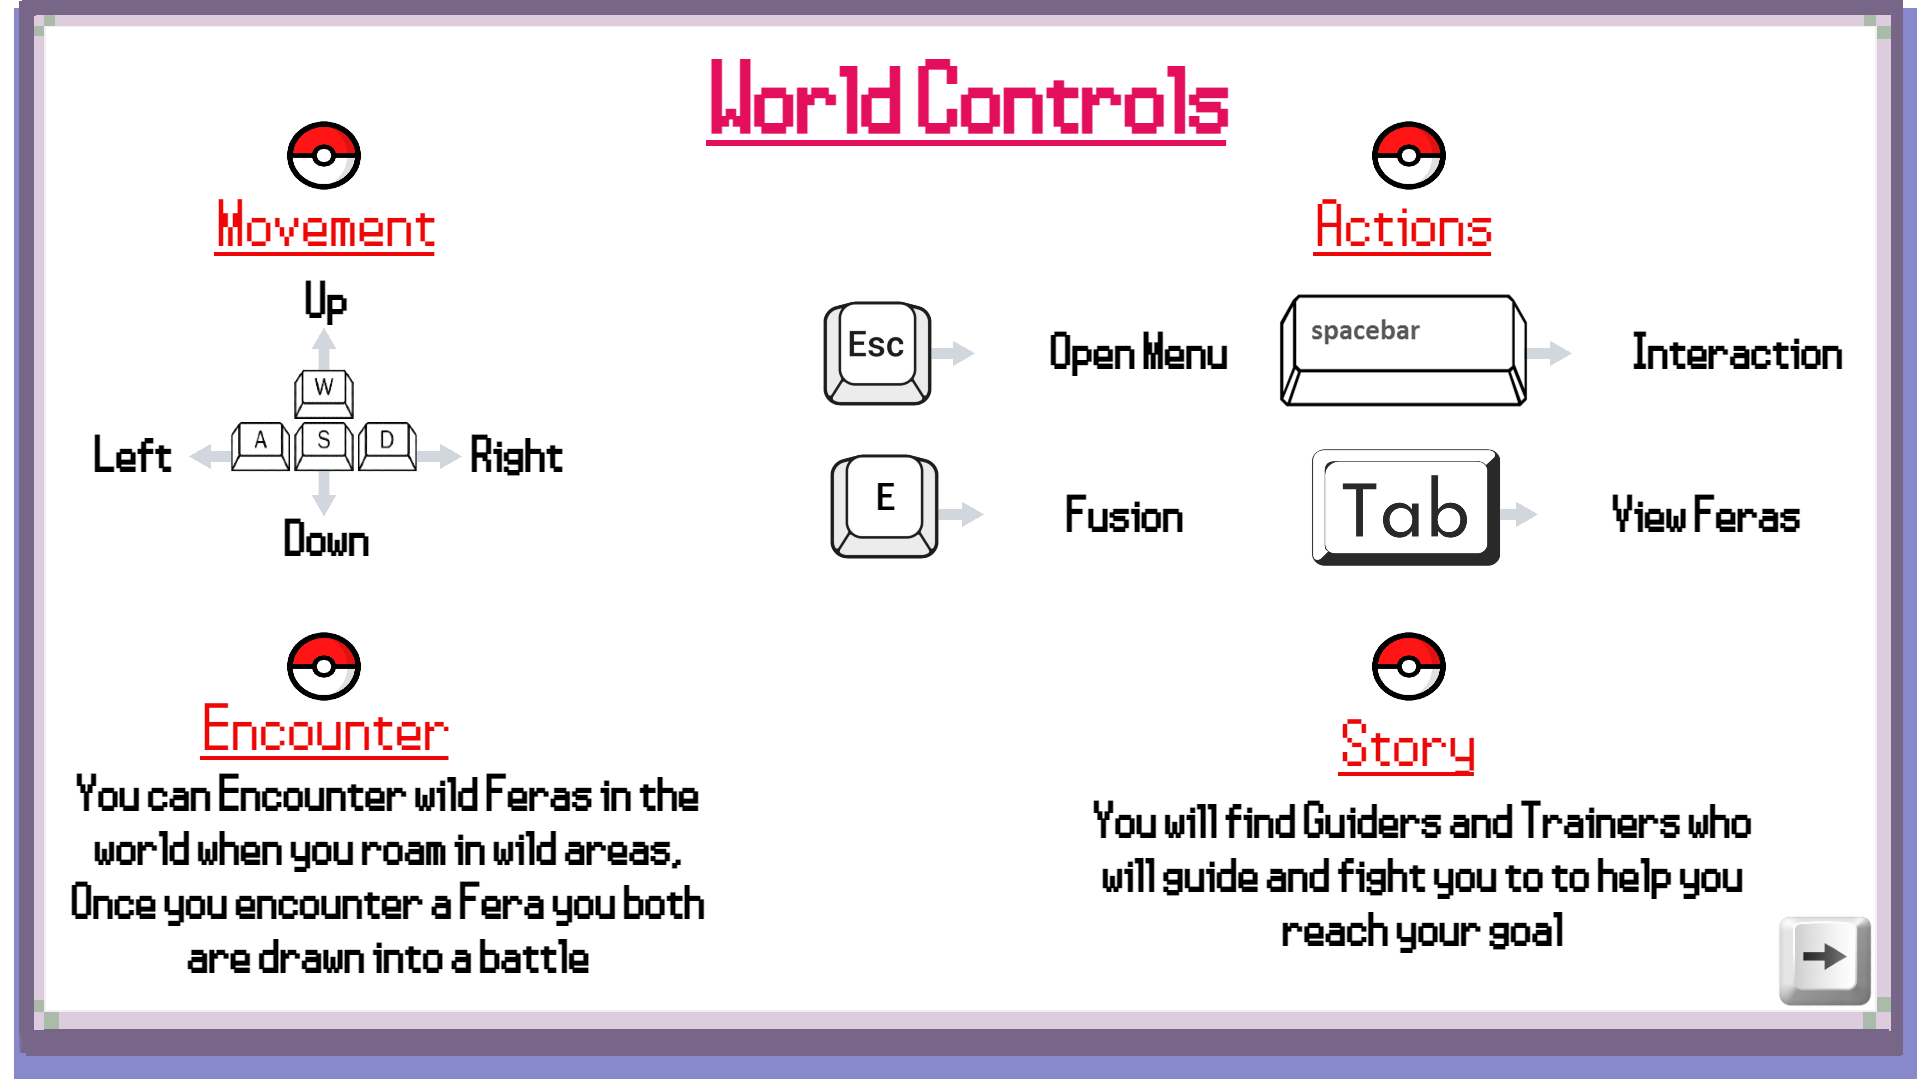 World Controls
Movement
Up
W
Left A S D Right
Down
Actions
Esc Open Menu spacebar Interaction
E Fusion Tab View Feras
Encounter
You can Encounter wild Feras in the
world when you roam in wild areas,
Once you encounter a Fera you both
are drawn into a battle
Story
You will find Guiders and Trainers who
will guide and fight you to to help you
reach your goal